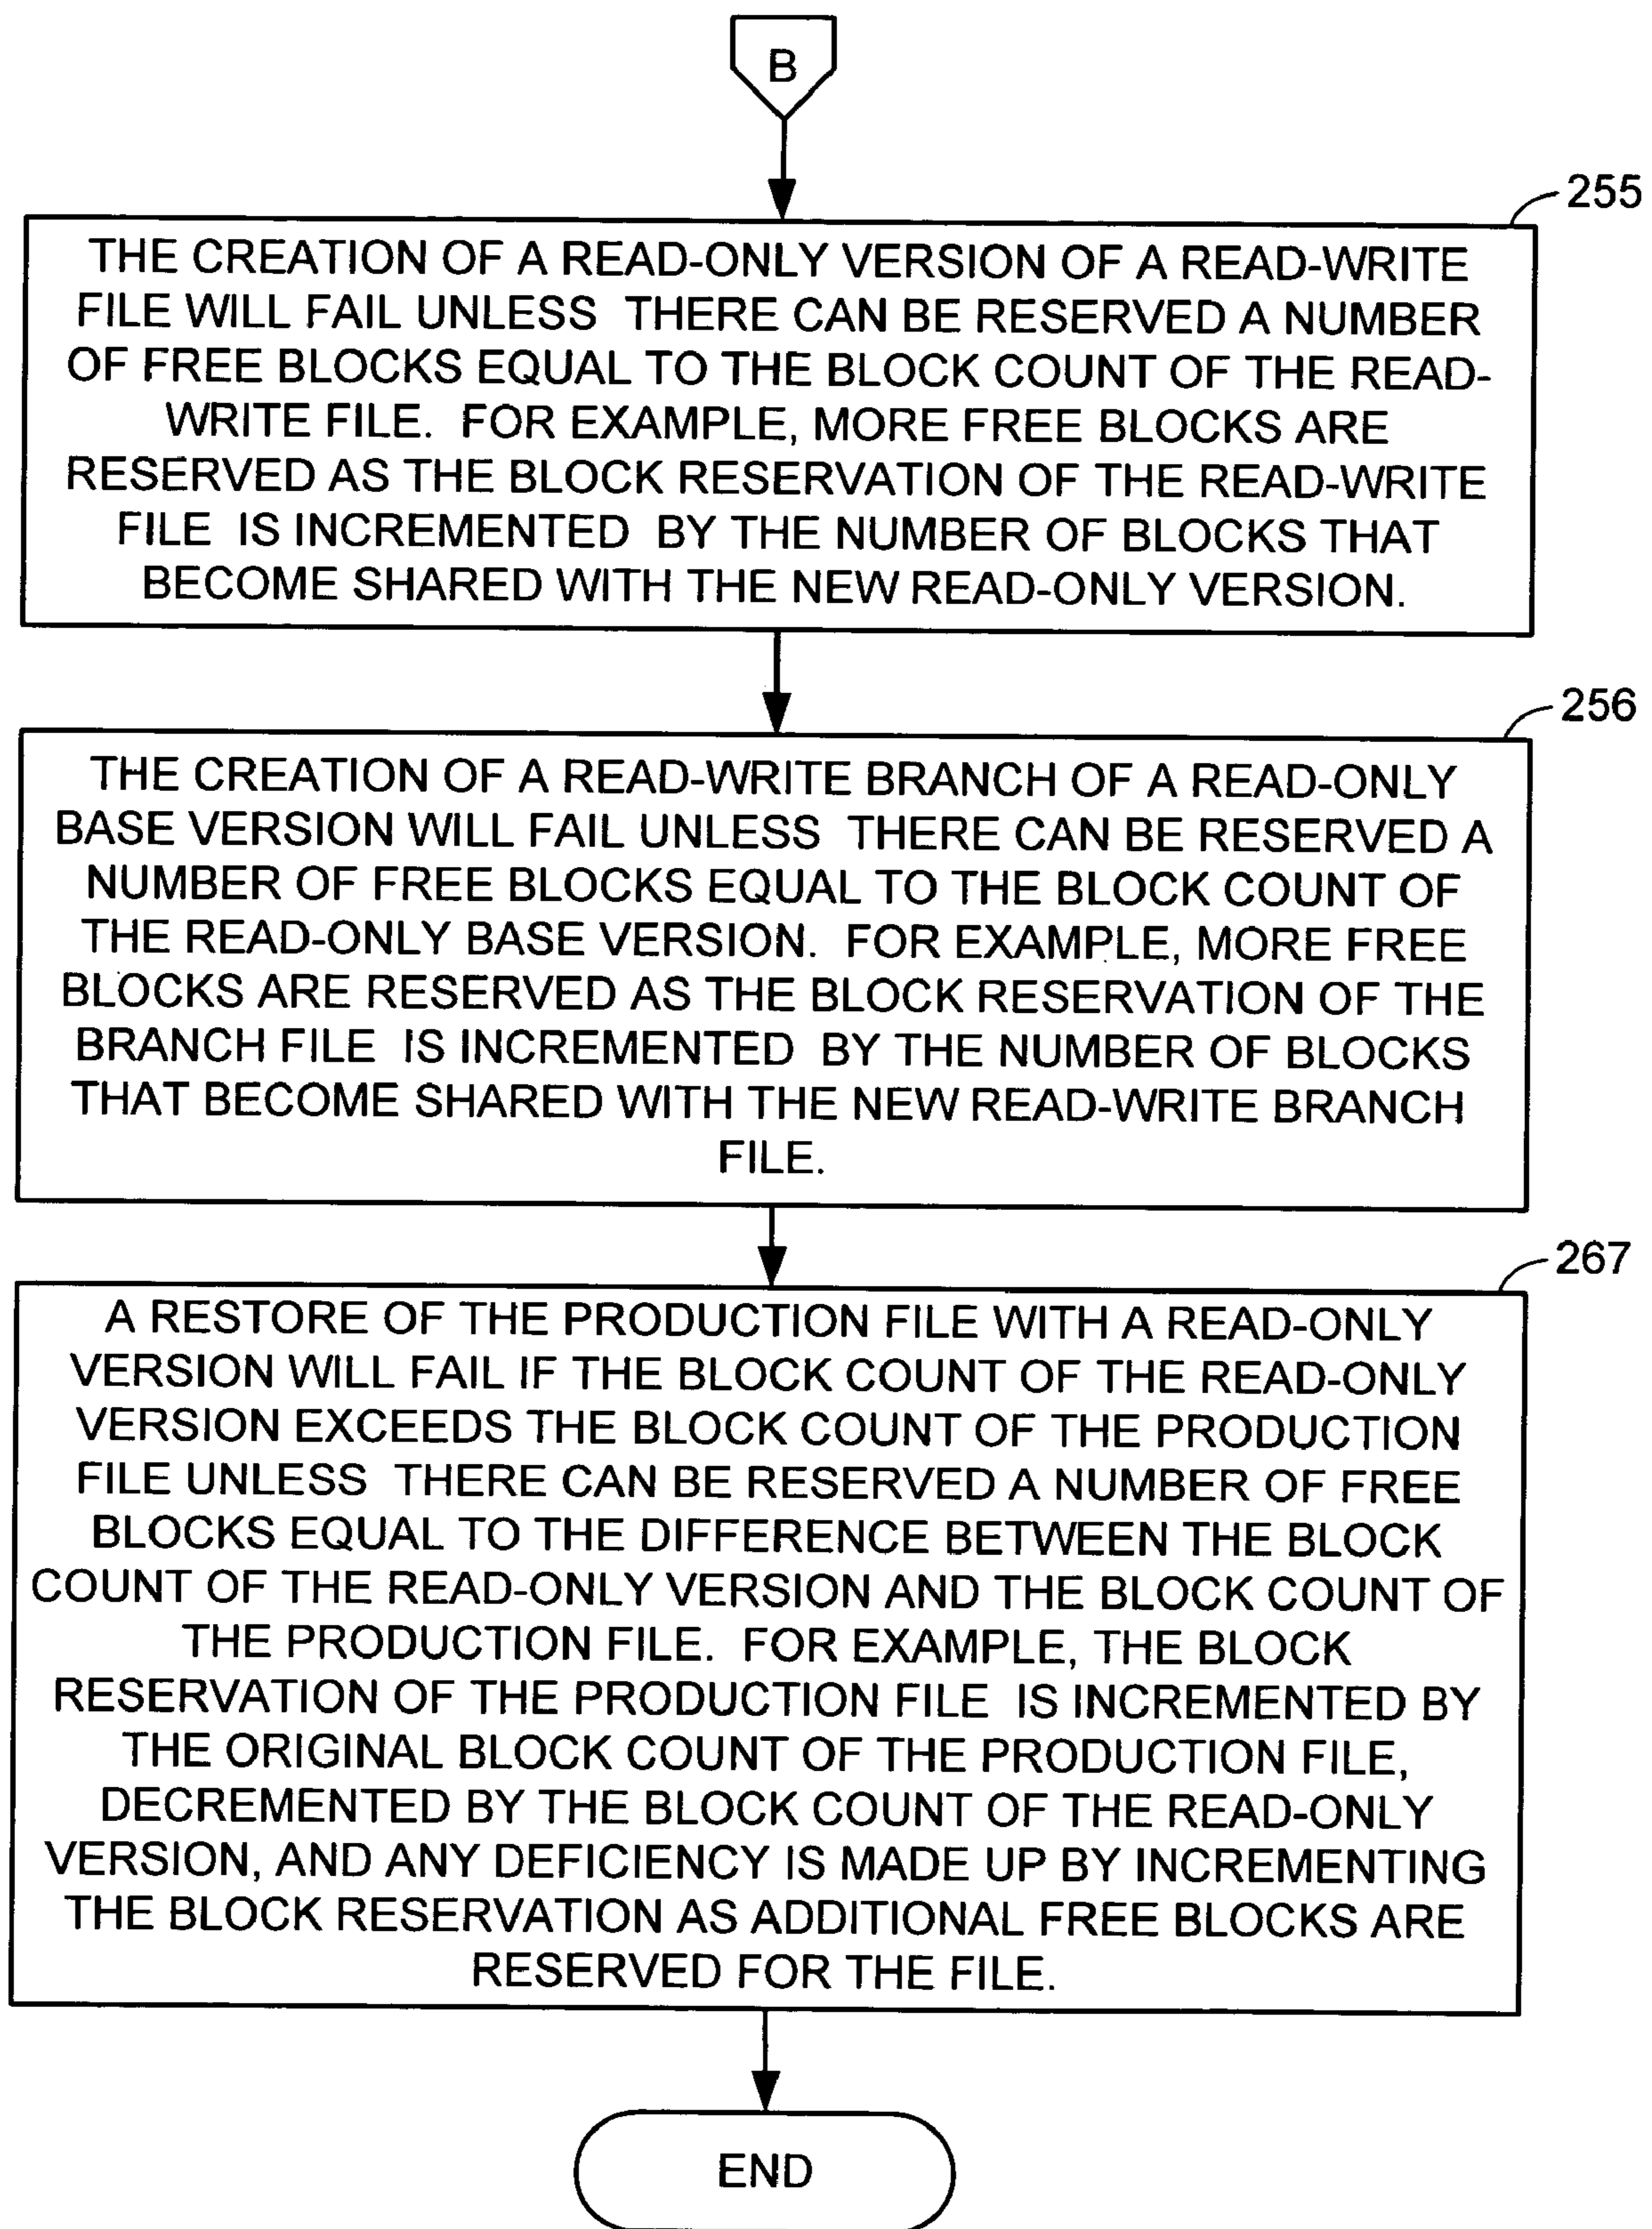 B
255
THE CREATION OF A READ-ONLY VERSION OF A READ-WRITE
FILE WILL FAIL UNLESS THERE CAN BE RESERVED A NUMBER
OF FREE BLOCKS EQUAL TO THE BLOCK COUNT OF THE READ-
WRITE FILE. FOR EXAMPLE, MORE FREE BLOCKS ARE
RESERVED AS THE BLOCK RESERVATION OF THE READ-WRITE
FILE IS INCREMENTED BY THE NUMBER OF BLOCKS THAT
BECOME SHARED WITH THE NEW READ-ONLY VERSION.
256
THE CREATION OF A READ-WRITE BRANCH OF A READ-ONLY
BASE VERSION WILL FAIL UNLESS THERE CAN BE RESERVED A
NUMBER OF FREE BLOCKS EQUAL TO THE BLOCK COUNT OF
THE READ-ONLY BASE VERSION. FOR EXAMPLE, MORE FREE
BLOCKS ARE RESERVED AS THE BLOCK RESERVATION OF THE
BRANCH FILE IS INCREMENTED BY THE NUMBER OF BLOCKS
THAT BECOME SHARED WITH THE NEW READ-WRITE BRANCH
FILE.
267
A RESTORE OF THE PRODUCTION FILE WITH A READ-ONLY
VERSION WILL FAIL IF THE BLOCK COUNT OF THE READ-ONLY
VERSION EXCEEDS THE BLOCK COUNT OF THE PRODUCTION
FILE UNLESS THERE CAN BE RESERVED A NUMBER OF FREE
BLOCKS EQUAL TO THE DIFFERENCE BETWEEN THE BLOCK
COUNT OF THE READ-ONLY VERSION AND THE BLOCK COUNT OF
THE PRODUCTION FILE. FOR EXAMPLE, THE BLOCK
RESERVATION OF THE PRODUCTION FILE IS INCREMENTED BY
THE ORIGINAL BLOCK COUNT OF THE PRODUCTION FILE,
DECREMENTED BY THE BLOCK COUNT OF THE READ-ONLY
VERSION, AND ANY DEFICIENCY IS MADE UP BY INCREMENTING
THE BLOCK RESERVATION AS ADDITIONAL FREE BLOCKS ARE
RESERVED FOR THE FILE.
END